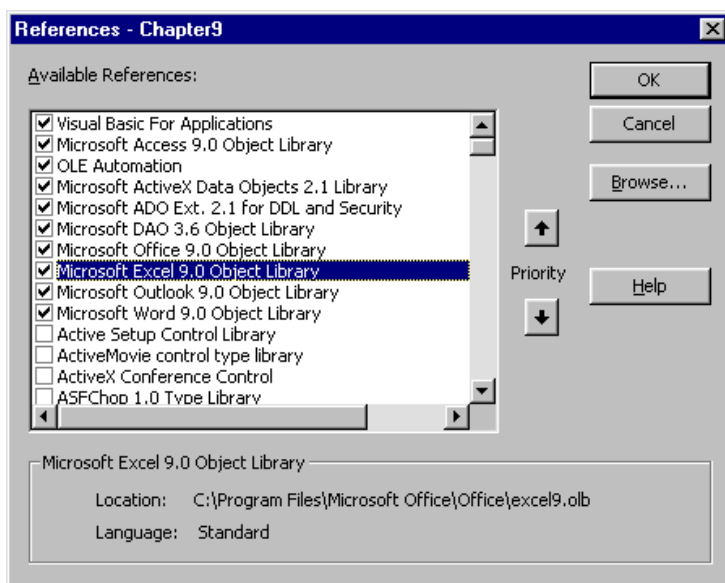 References - Chapter9
Available References:
Visual Basic For Applications
Microsoft Access 9.0 Object Library
OLE Automation
Microsoft ActiveX Data Objects 2.1 Library
Microsoft ADO Ext. 2.1 for DDL and Security
Microsoft DAO 3.6 Object Library
Microsoft Office 9.0 Object Library
Microsoft Excel 9.0 Object Library
Microsoft Outlook 9.0 Object Library
Microsoft Word 9.0 Object Library
Active Setup Control Library
ActiveMovie control type library
ActiveX Conference Control
ASFChop 1.0 Type Library
OK
Cancel
Browse...
Priority
Help
Microsoft Excel 9.0 Object Library
Location: C:\Program Files\Microsoft Office\Office\excel9.olb
Language: Standard